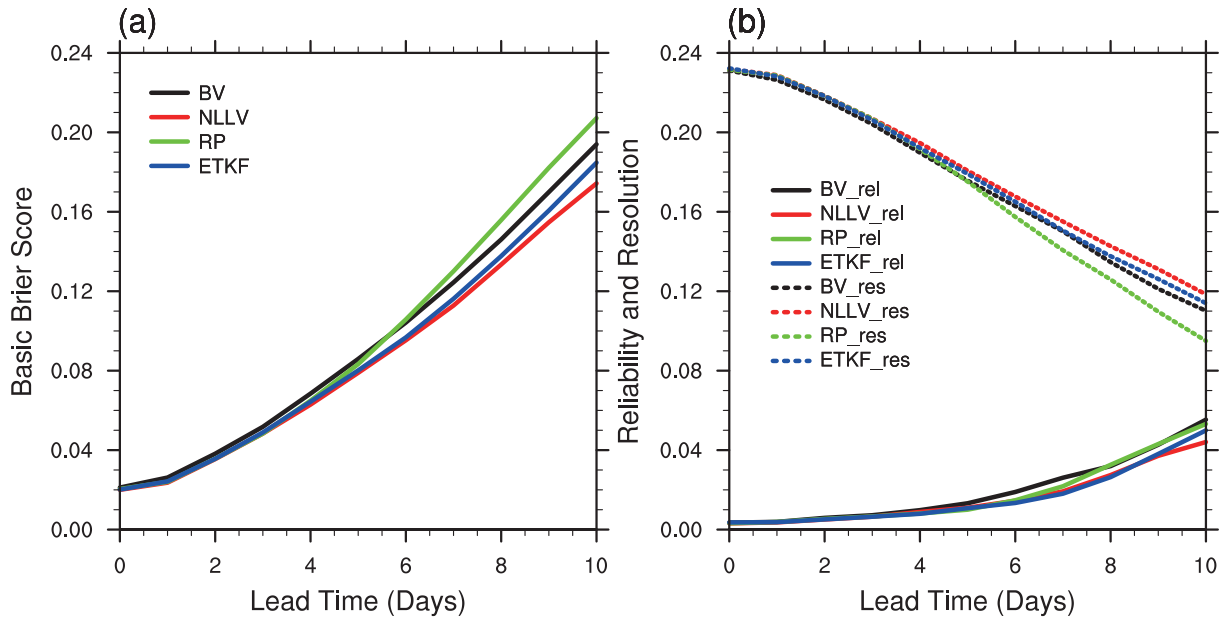 (a)
Basic Brier Score
0.24
0.20
0.16
0.12
0.08
0.04
0.00
BV
NLLV
RP
ETKF
0
2
4
6
8
10
Lead Time (Days)
(b)
Reliability and Resolution
0.24
0.20
0.16
0.12
0.08
0.04
0.00
BV_rel
NLLV_rel
RP_rel
ETKF_rel
BV_res
NLLV_res
RP_res
ETKF_res
0
2
4
6
8
10
Lead Time (Days)